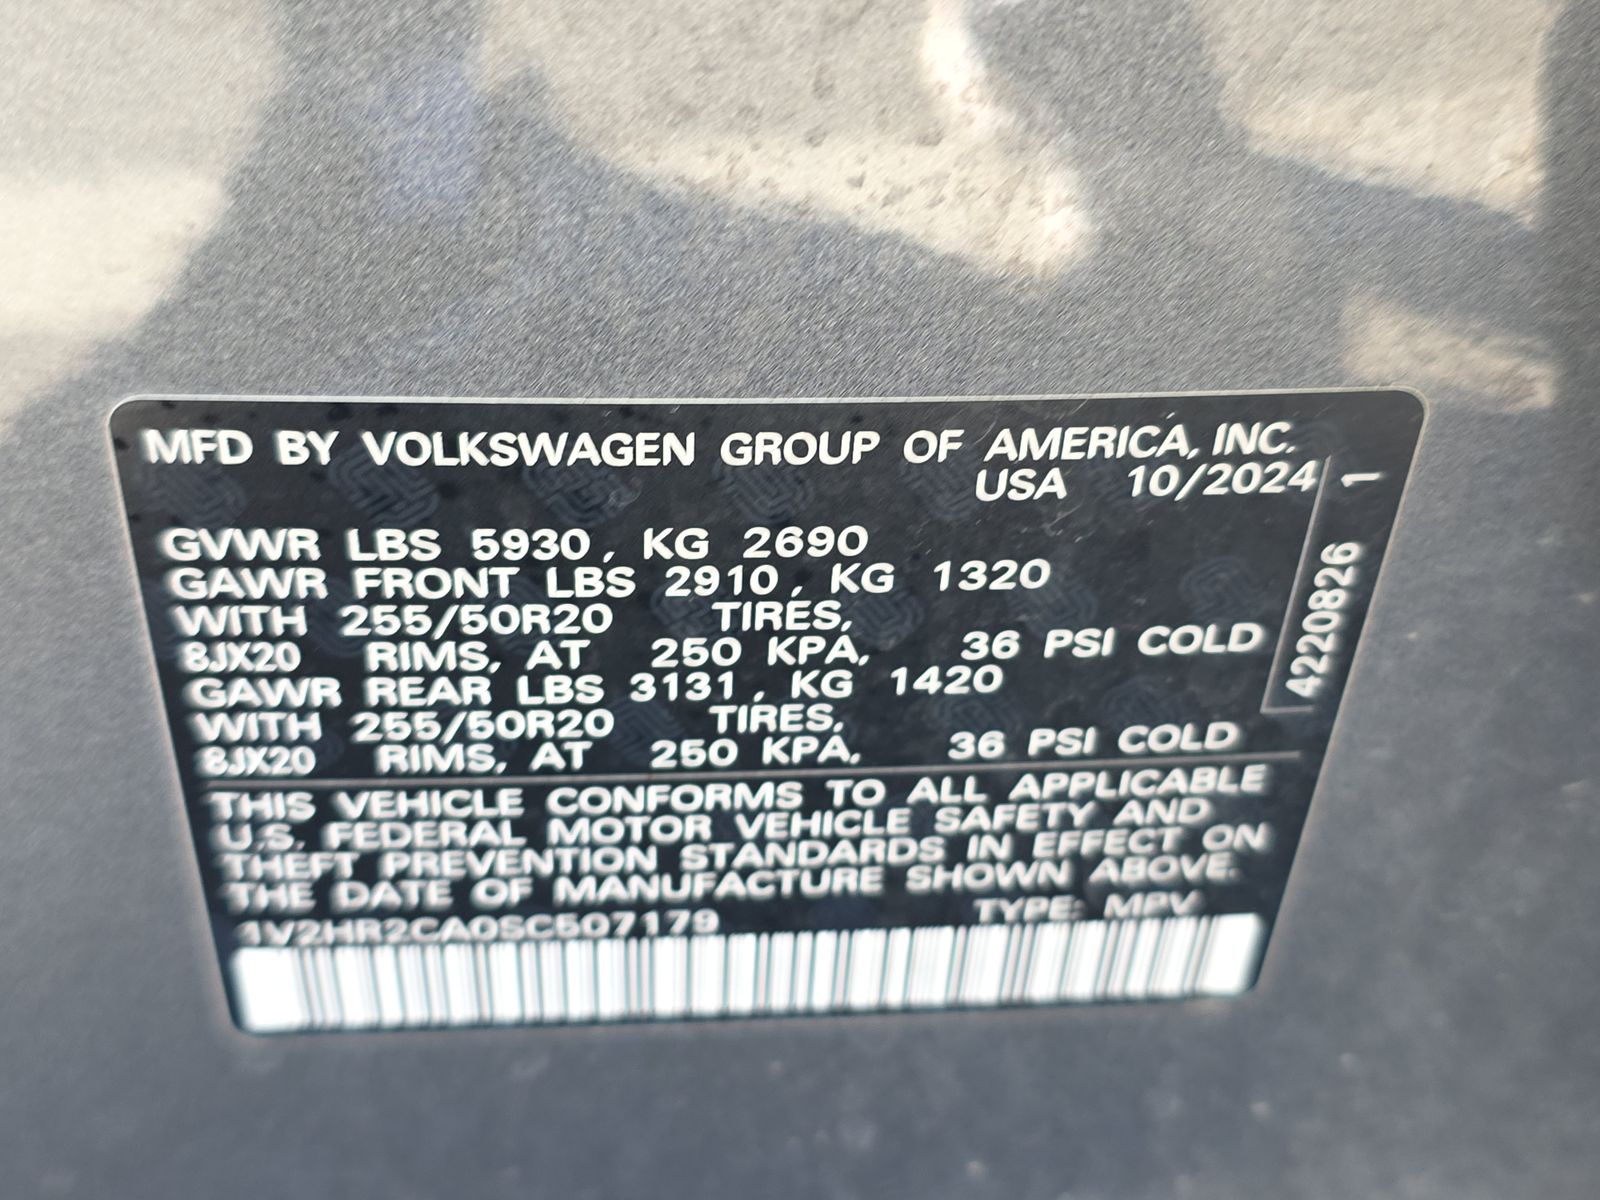 MFD BY VOLKSWAGEN GROUP OF AMERICA, INC.
USA 10/2024
GVWR LBS 5930, KG 2690
GAWR FRONT LBS 2910, KG 1320
WITH 255/50R20 TIRES,
8JX20 RIMS, AT 250 KPA, 36 PSI COLD
GAWR REAR LBS 3131, KG 1420
WITH 255/50R20 TIRES,
8JX20 RIMS, AT 250 KPA, 36 PSI COLD
THIS VEHICLE CONFORMS TO ALL APPLICABLE
U.S. FEDERAL MOTOR VEHICLE SAFETY AND
THEFT PREVENTION STANDARDS IN EFFECT ON
THE DATE OF MANUFACTURE SHOWN ABOVE.
1V2HR2CA0SC507179 TYPE: MPV
4220826 1